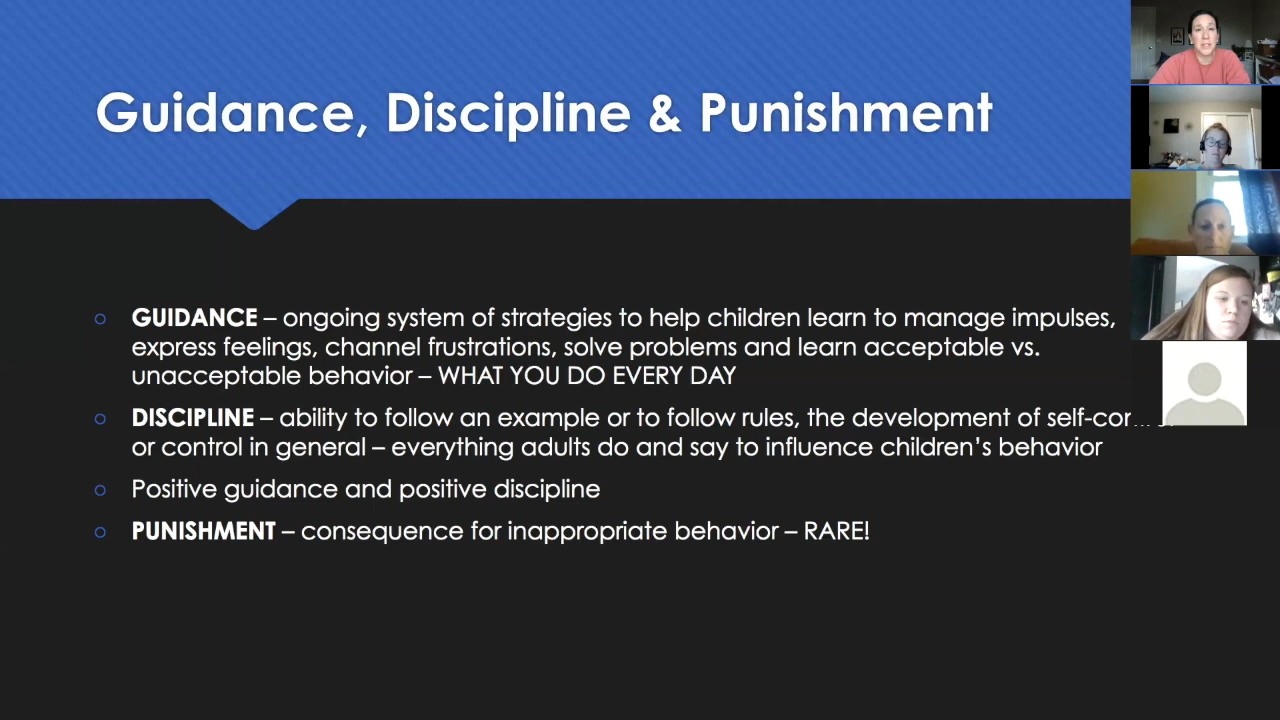 Guidance, Discipline & Punishment
GUIDANCE – ongoing system of strategies to help children learn to manage impulses,
express feelings, channel frustrations, solve problems and learn acceptable vs.
unacceptable behavior – WHAT YOU DO EVERY DAY
DISCIPLINE – ability to follow an example or to follow rules, the development of
or control in general – everything adults do and say to influence children’s behavior
Positive guidance and positive discipline
PUNISHMENT – consequence for inappropriate behavior – RARE!